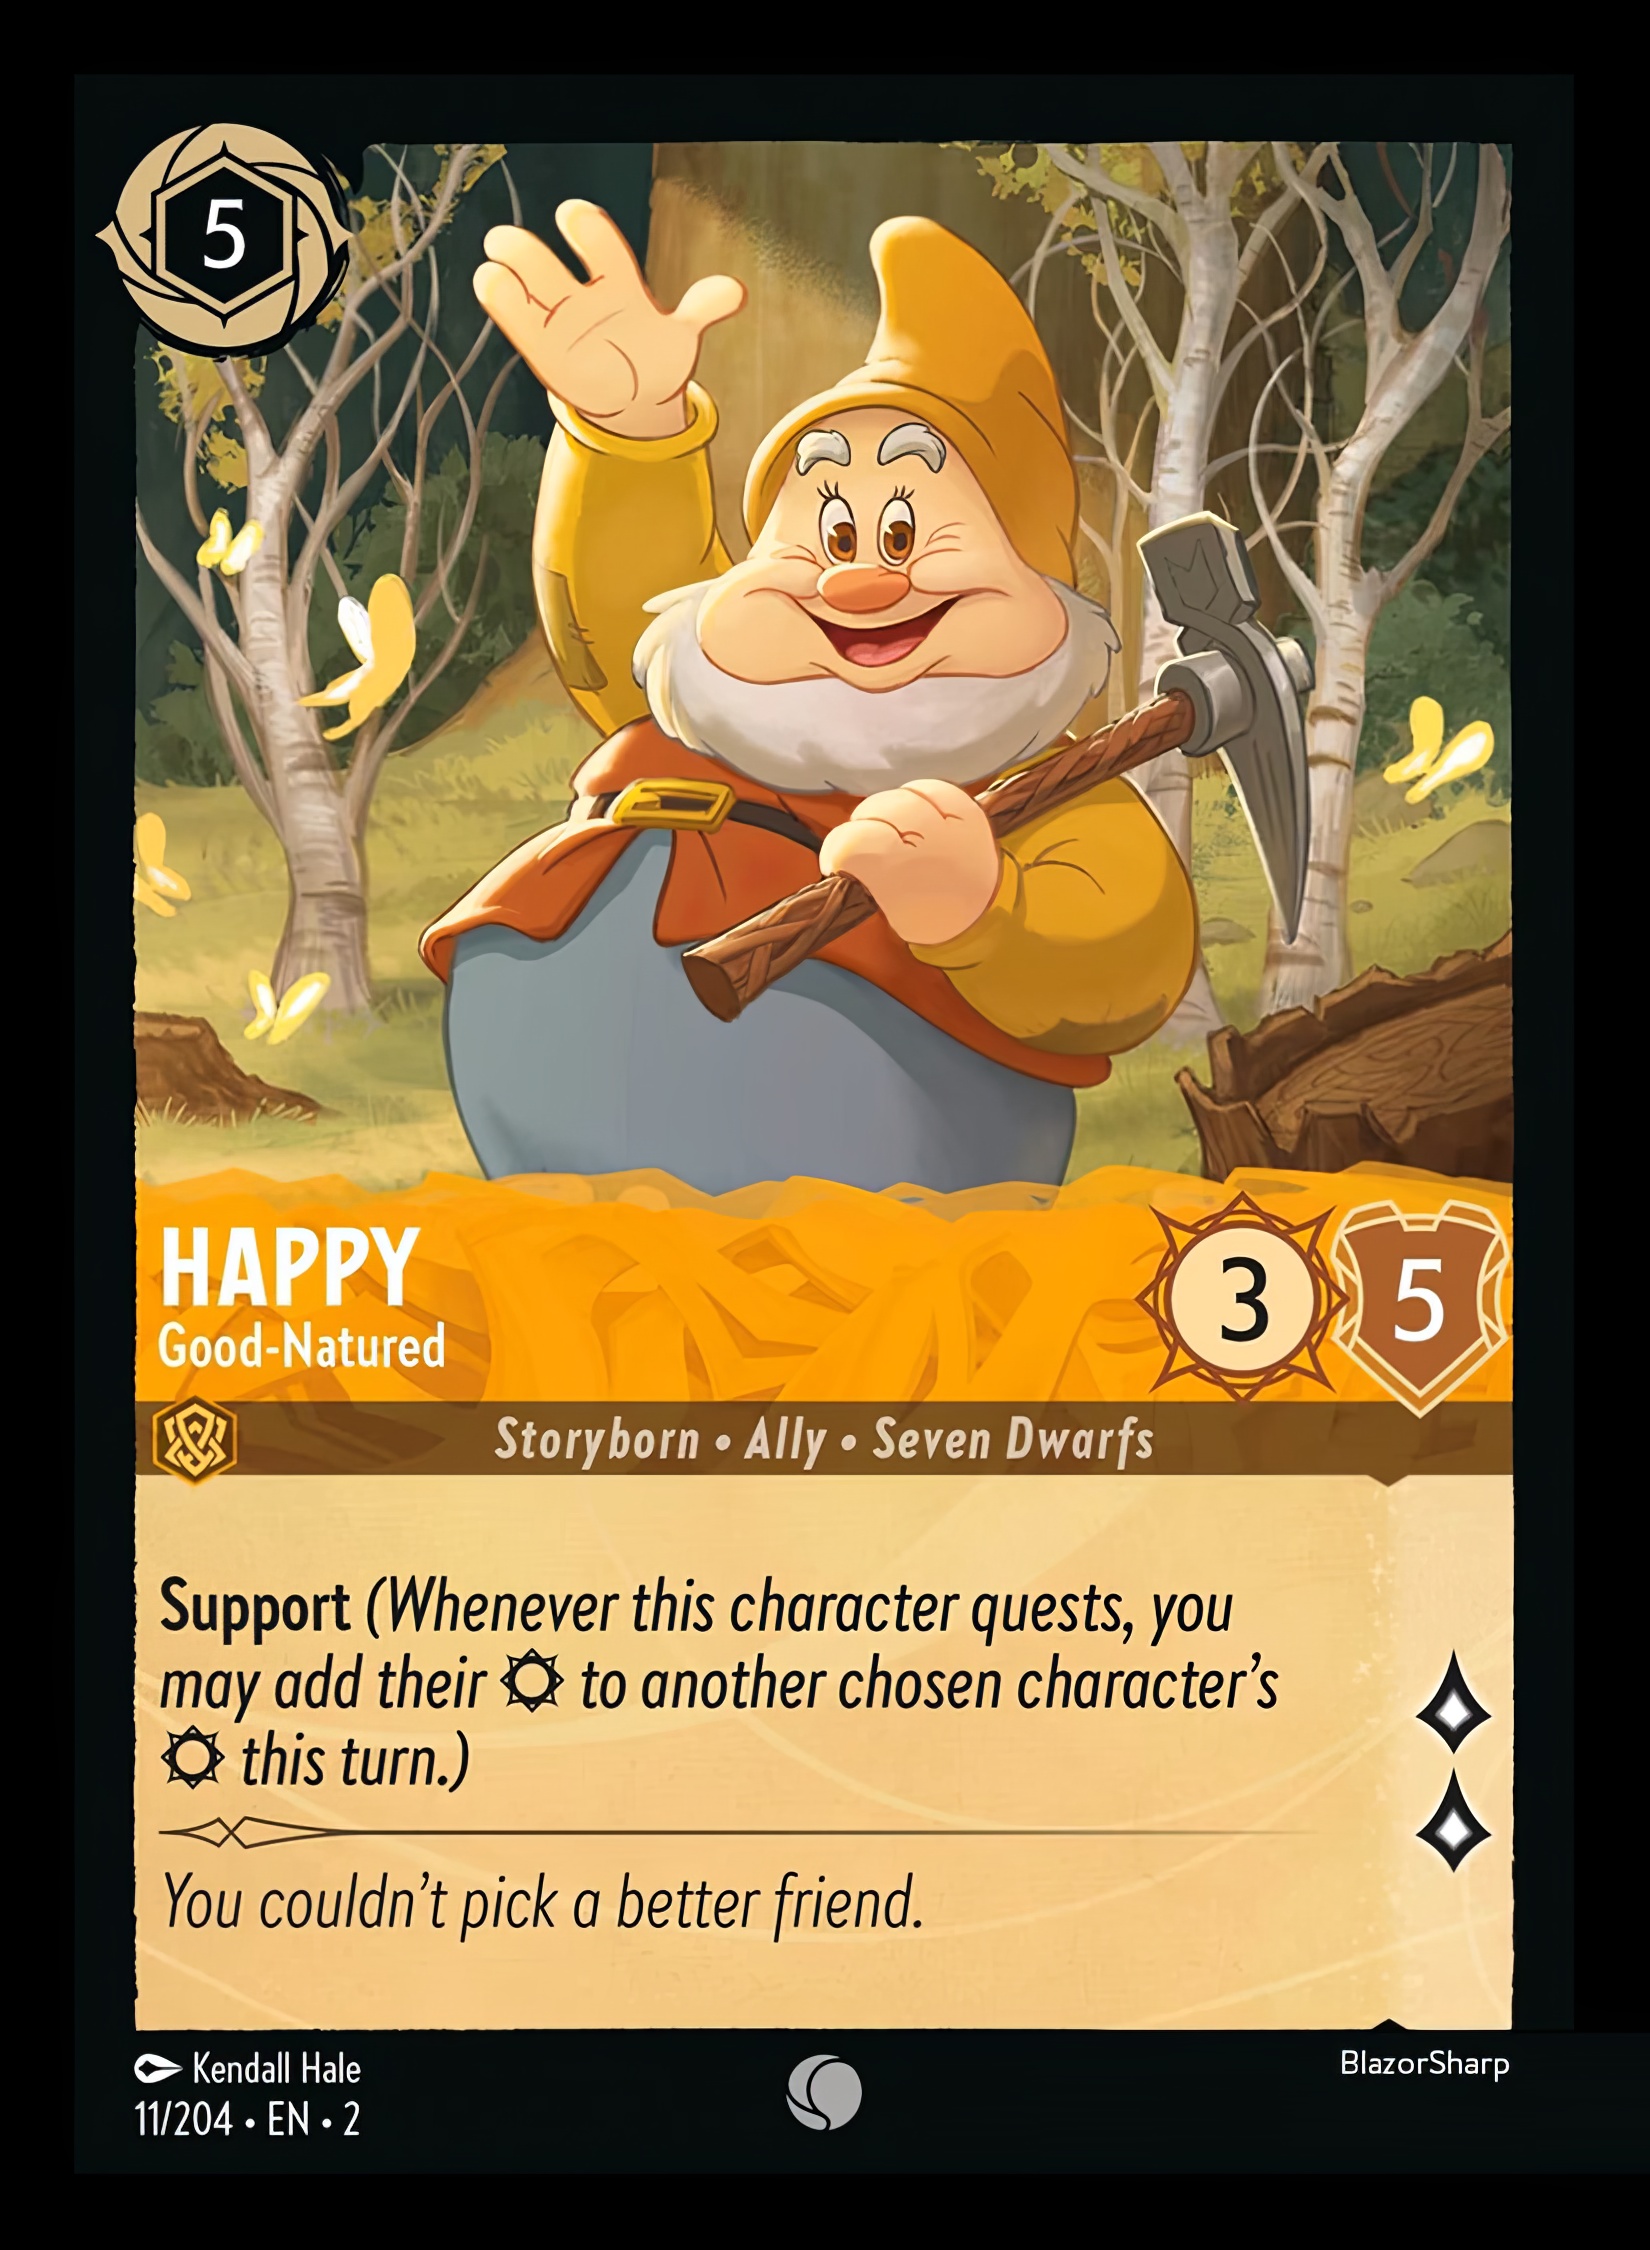 5
HAPPY
Good-Natured
3
5
Storyborn • Ally • Seven Dwarfs
Support (Whenever this character quests, you
may add their to another chosen character's
this turn.)
You couldn't pick a better friend.
Kendall Hale
11/204 • EN • 2
BlazorSharp